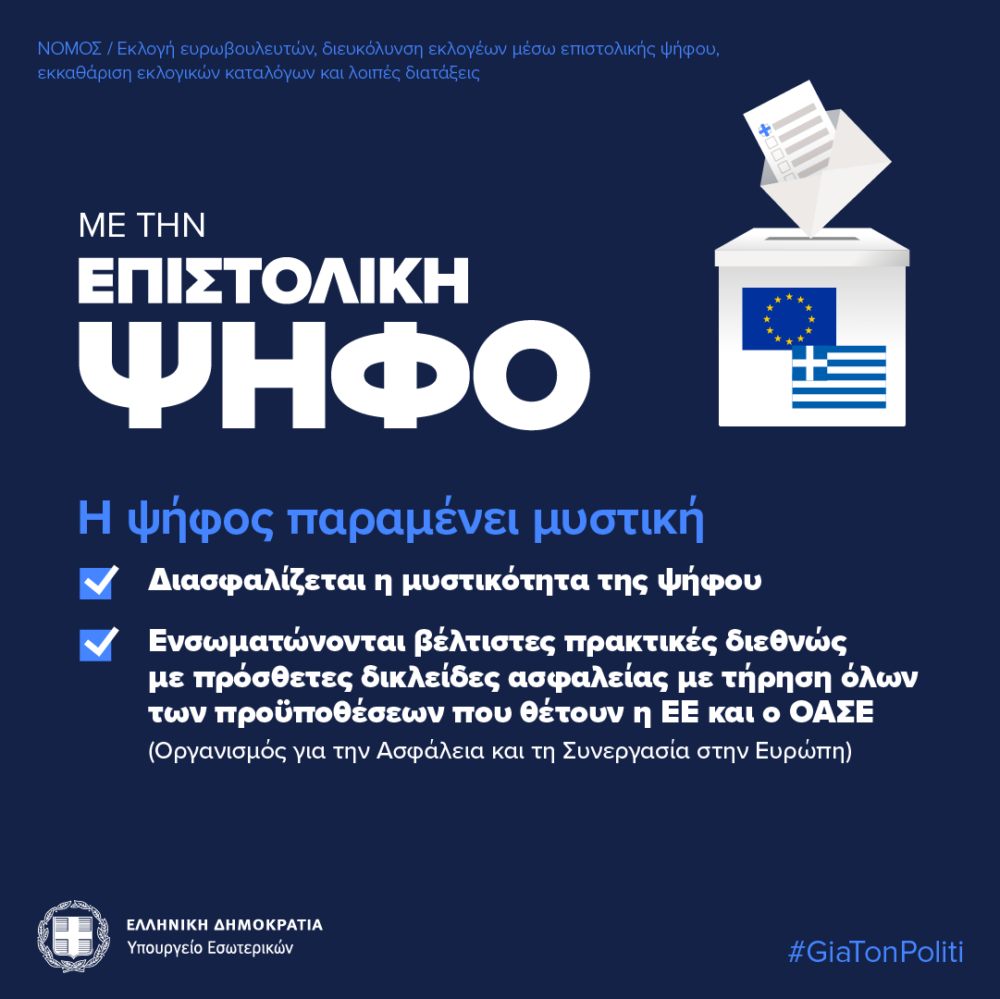 ΝΟΜΟΣ / Εκλογή ευρωβουλευτών, διευκόλυνση εκλογέων μέσω επιστολικής ψήφου,
εκκαθάριση εκλογικών καταλόγων και λοιπές διατάξεις
ΜΕ ΤΗΝ
ΕΠΙΣΤΟΛΙΚΗ
ΨΗΦΟ
Η ψήφος παραμένει μυστική
Διασφαλίζεται η μυστικότητα της ψήφου
Ενσωματώνονται βέλτιστες πρακτικές διεθνώς
με πρόσθετες δικλείδες ασφαλείας με τήρηση όλων
των προϋποθέσεων που θέτουν η ΕΕ και ο ΟΑΣΕ
(Οργανισμός για την Ασφάλεια και τη Συνεργασία στην Ευρώπη)
ΕΛΛΗΝΙΚΗ ΔΗΜΟΚΡΑΤΙΑ
Υπουργείο Εσωτερικών
#GiaTonPoliti